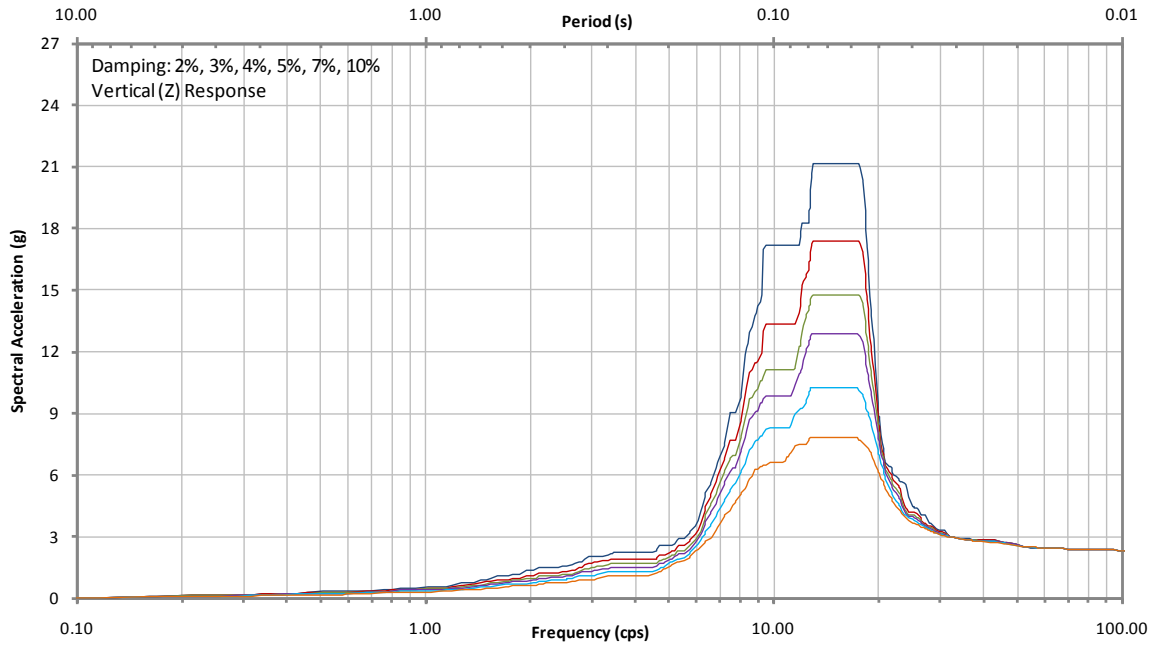 10.00 1.00 0.10 0.01
Period (s)
27
Damping: 2%, 3%, 4%, 5%, 7%, 10%
Vertical (Z) Response
24
21
18
15
12
9
6
3
0
Spectral Acceleration (g)
0.10 1.00 10.00 100.00
Frequency (cps)